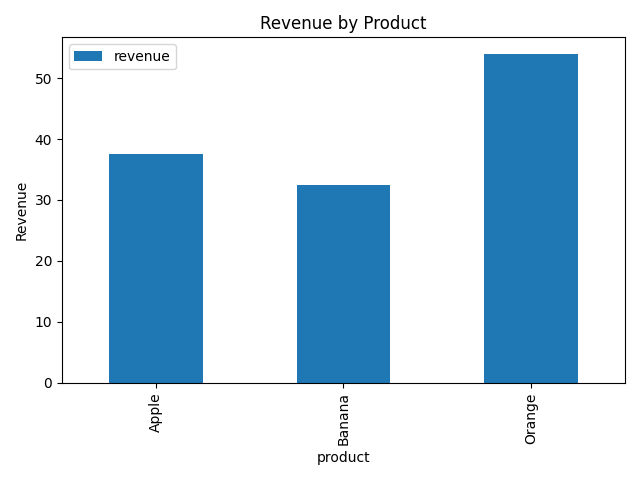 Revenue by Product
revenue
Revenue
50
40
30
20
10
0
Apple
Banana
Orange
product